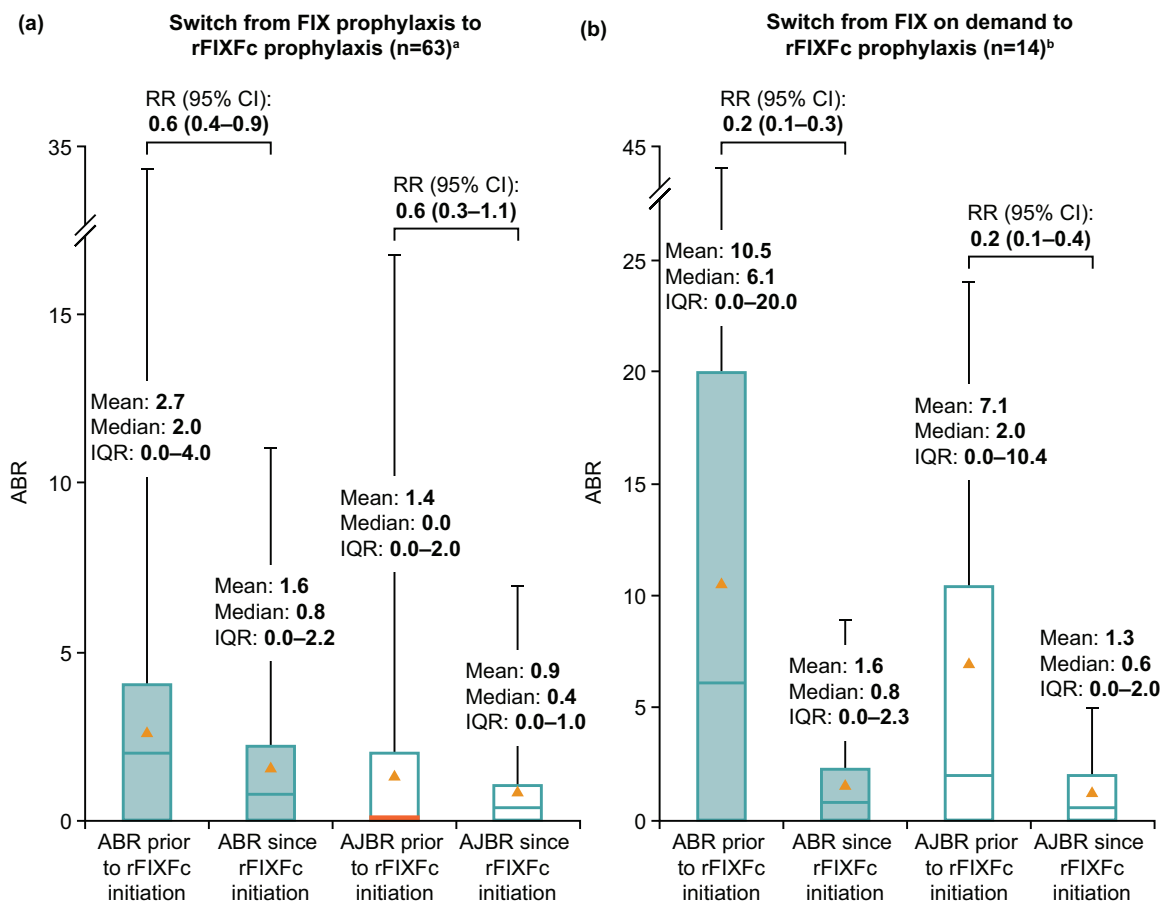 (a)
Switch from FIX prophylaxis to
rFIXFc prophylaxis (n=63)ᵃ
RR (95% CI):
0.6 (0.4–0.9)
RR (95% CI):
0.6 (0.3–1.1)
35
15
10
5
0
ABR
Mean: 2.7
Median: 2.0
IQR: 0.0–4.0
Mean: 1.6
Median: 0.8
IQR: 0.0–2.2
Mean: 1.4
Median: 0.0
IQR: 0.0–2.0
Mean: 0.9
Median: 0.4
IQR: 0.0–1.0
ABR prior
to rFIXFc
initiation
ABR since
rFIXFc
initiation
AJBR prior
to rFIXFc
initiation
AJBR since
rFIXFc
initiation
(b)
Switch from FIX on demand to
rFIXFc prophylaxis (n=14)ᵇ
RR (95% CI):
0.2 (0.1–0.3)
RR (95% CI):
0.2 (0.1–0.4)
45
25
20
15
10
5
0
ABR
Mean: 10.5
Median: 6.1
IQR: 0.0–20.0
Mean: 1.6
Median: 0.8
IQR: 0.0–2.3
Mean: 7.1
Median: 2.0
IQR: 0.0–10.4
Mean: 1.3
Median: 0.6
IQR: 0.0–2.0
ABR prior
to rFIXFc
initiation
ABR since
rFIXFc
initiation
AJBR prior
to rFIXFc
initiation
AJBR since
rFIXFc
initiation